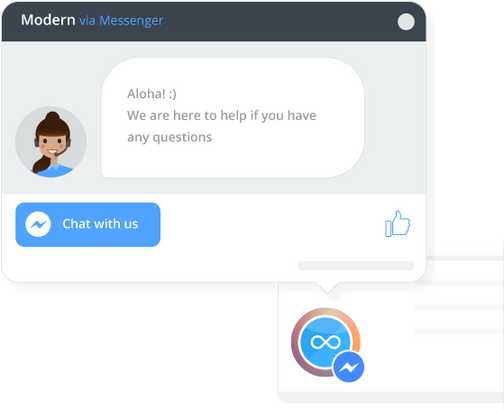 Modern via Messenger
Aloha! :)
We are here to help if you have
any questions
Chat with us